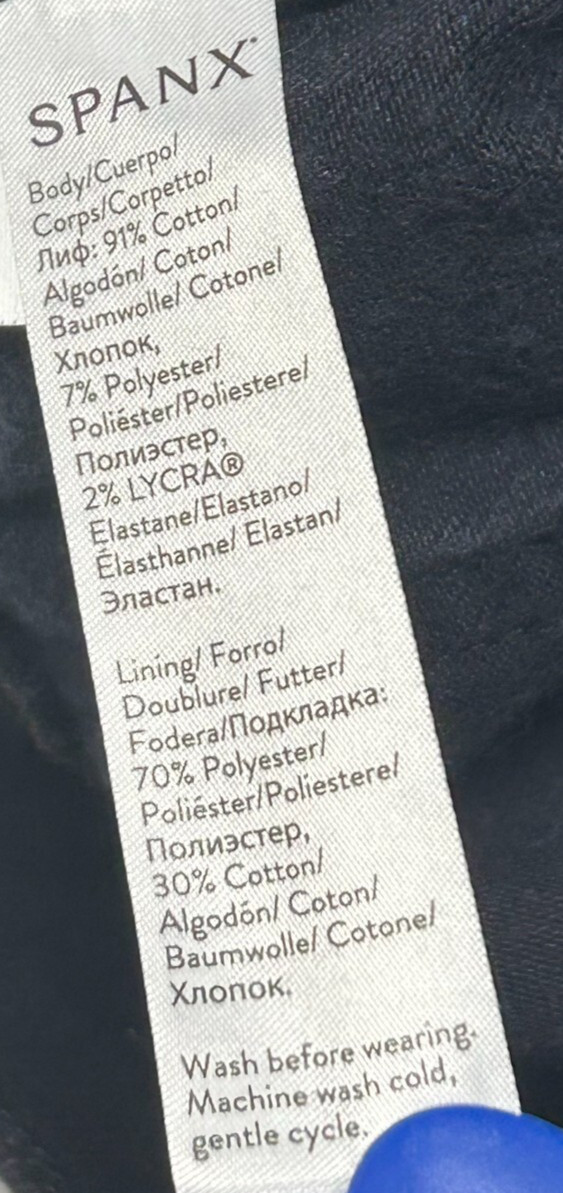 SPANX®
Body/Cuerpo/
Corps/Corpetto/
Лиф: 91% Cotton/
Algodón/ Coton/
Baumwolle/ Cotone/
Хлопок,
7% Polyester/
Poliéster/Poliestere/
Полиэстер,
2% LYCRA®
Elastane/Elastano/
Élasthanne/ Elastan/
Эластан.
Lining/ Forro/
Doublure/ Futter/
Fodera/Подкладка:
70% Polyester/
Poliéster/Poliestere/
Полиэстер,
30% Cotton/
Algodón/ Coton/
Baumwolle/ Cotone/
Хлопок.
Wash before wearing.
Machine wash cold,
gentle cycle.